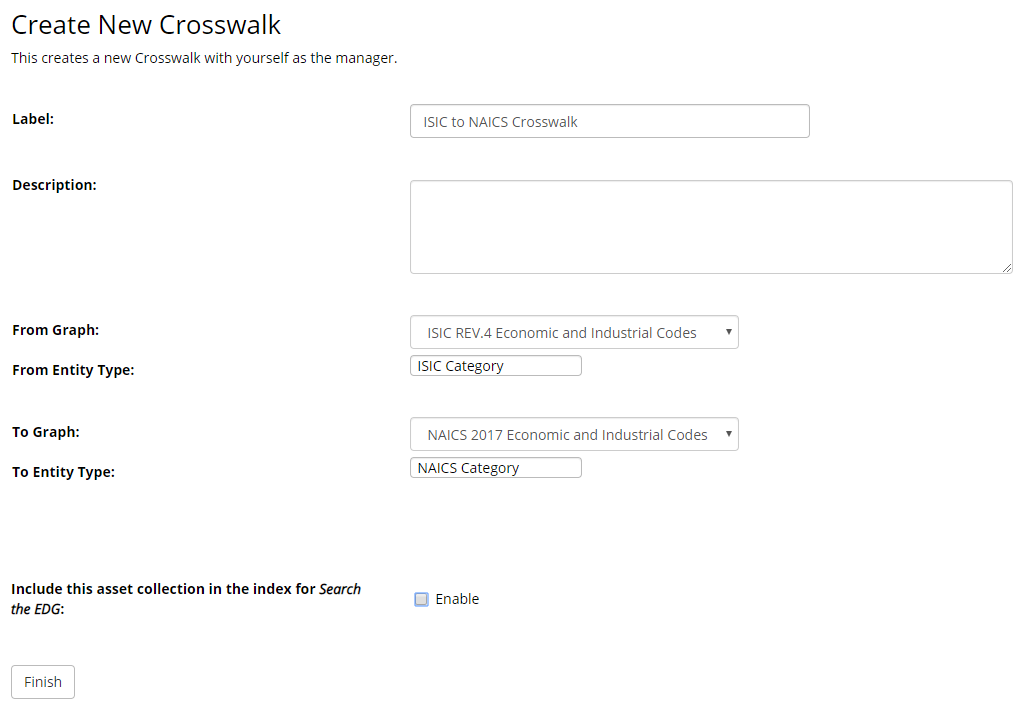 Create New Crosswalk
This creates a new Crosswalk with yourself as the manager.
Label:
ISIC to NAICS Crosswalk
Description:
From Graph:
ISIC REV.4 Economic and Industrial Codes
From Entity Type:
ISIC Category
To Graph:
NAICS 2017 Economic and Industrial Codes
To Entity Type:
NAICS Category
Include this asset collection in the index for Search
the EDG:
Enable
Finish